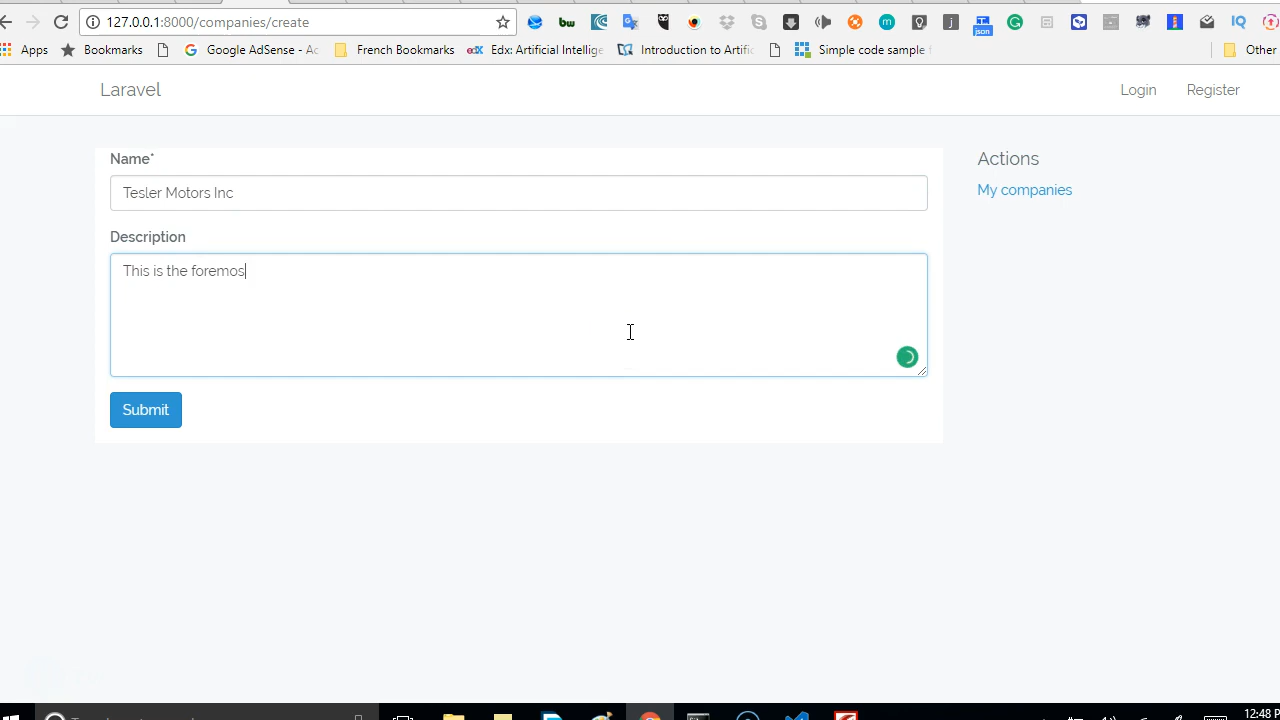 127.0.0.1:8000/companies/create
Apps Bookmarks Google AdSense - Ac French Bookmarks Edx: Artificial Intellige Introduction to Artific Simple code sample f Other
Laravel Login Register
Name*
Tesler Motors Inc
Description
This is the foremos
Submit
Actions
My companies
12:48 P